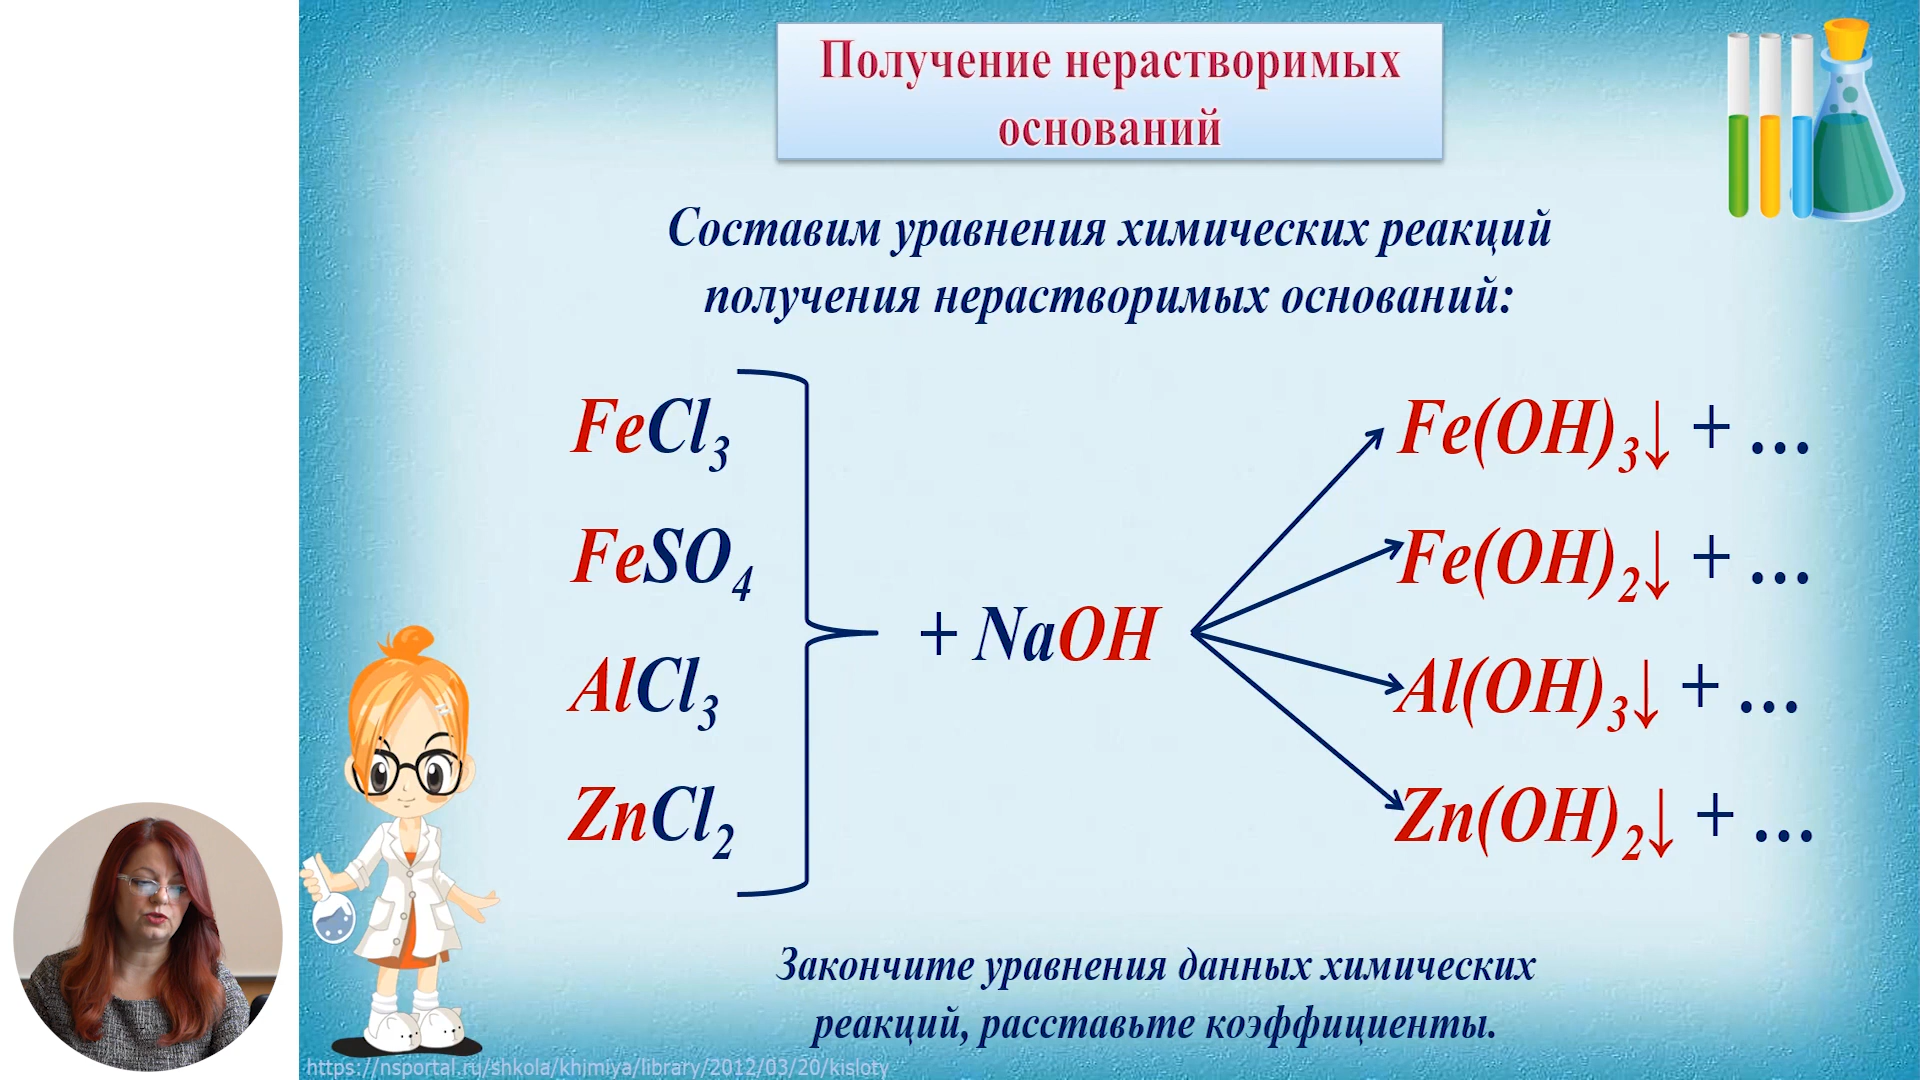 Получение нерастворимых
оснований
Составим уравнения химических реакций
получения нерастворимых оснований:
FeCl₃
FeSO₄
AlCl₃
ZnCl₂
+ NaOH
Fe(OH)₃↓ + ...
Fe(OH)₂↓ + ...
Al(OH)₃↓ + ...
Zn(OH)₂↓ + ...
Закончите уравнения данных химических
реакций, расставьте коэффициенты.
https://nsportal.ru/shkola/khimiya/library/2012/03/20/kisloty